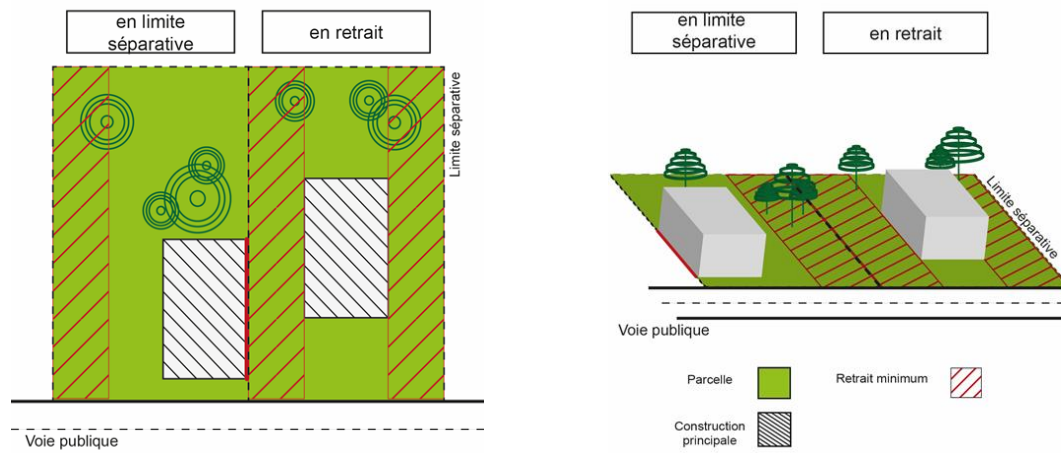 en limite
séparative
en retrait
Limite séparative
Voie publique
en limite
séparative
en retrait
Limite séparative
Voie publique
Parcelle
Retrait minimum
Construction
principale